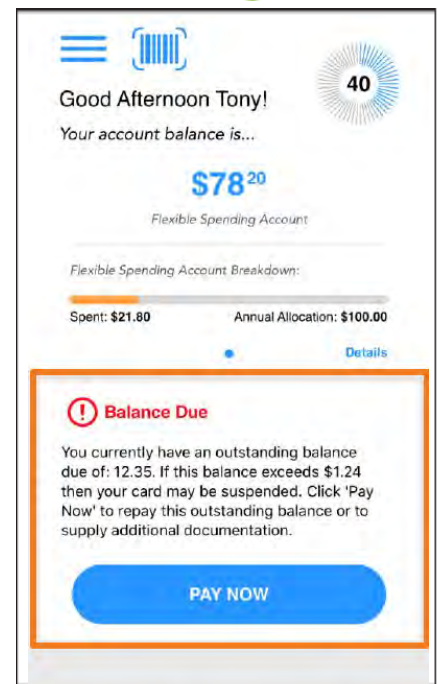 40
Good Afternoon Tony!
Your account balance is...
$78²⁰
Flexible Spending Account
Flexible Spending Account Breakdown:
Spent: $21.80 Annual Allocation: $100.00
Details
! Balance Due
You currently have an outstanding balance
due of: 12.35. If this balance exceeds $1.24
then your card may be suspended. Click 'Pay
Now' to repay this outstanding balance or to
supply additional documentation.
PAY NOW